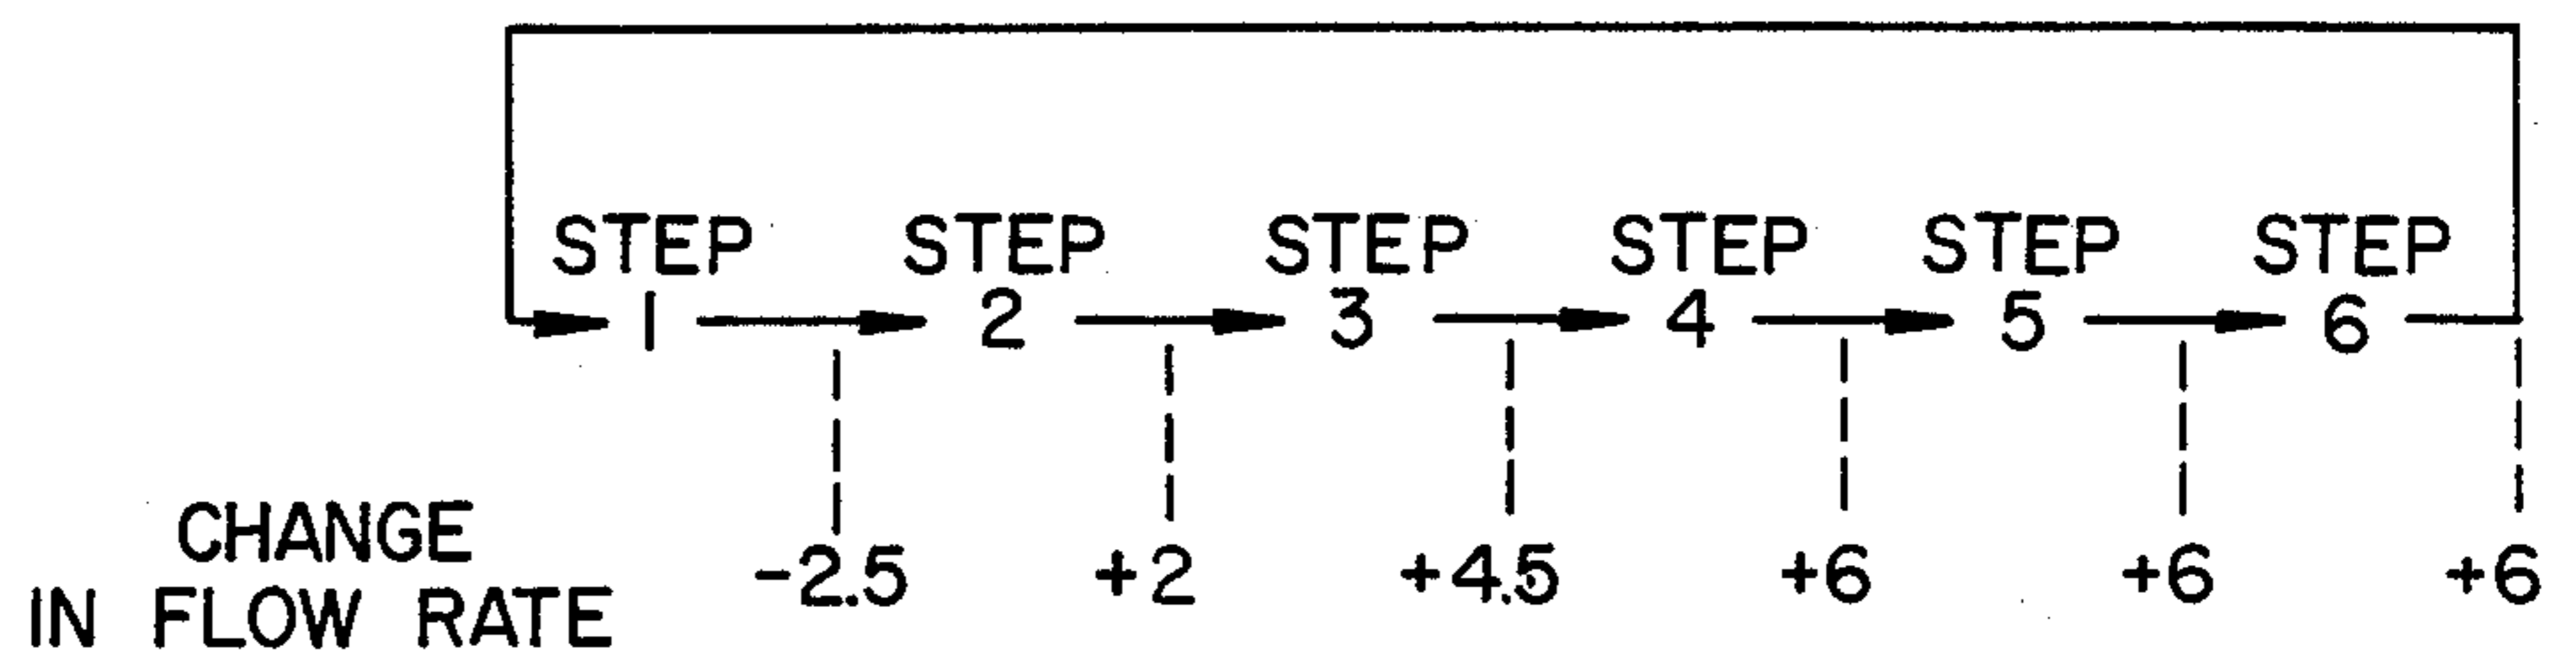 STEP STEP STEP STEP STEP STEP
1 2 3 4 5 6
CHANGE
IN FLOW RATE
-2.5 +2 +4.5 +6 +6 +6